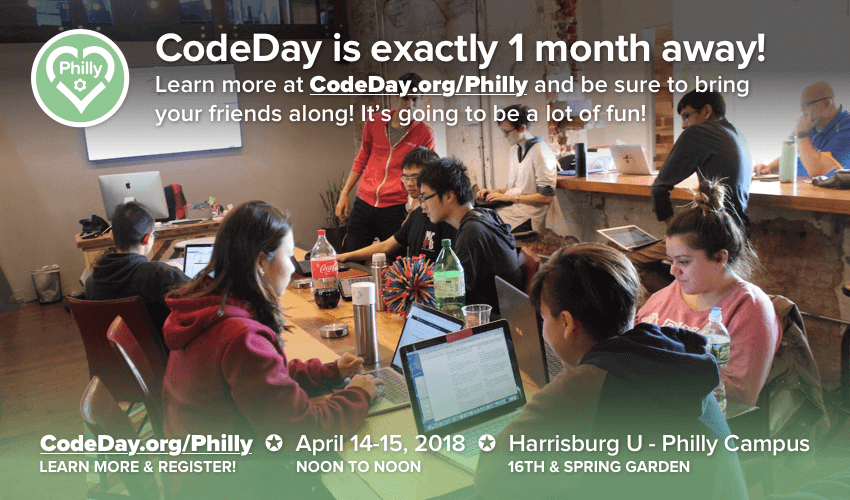 Philly
CodeDay is exactly 1 month away!
Learn more at CodeDay.org/Philly and be sure to bring
your friends along! It's going to be a lot of fun!
CodeDay.org/Philly ✪ April 14-15, 2018 ✪ Harrisburg U - Philly Campus
LEARN MORE & REGISTER! NOON TO NOON 16TH & SPRING GARDEN